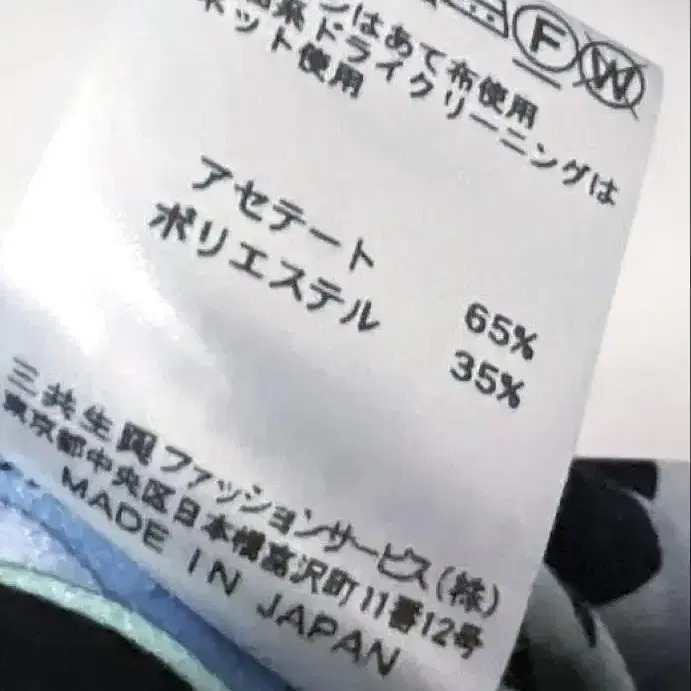 F W
ンはあて布使用
系ドライクリーニングは
ネット使用
アセテート 65%
ポリエステル 35%
三共生興ファッションサービス(株)
東京都中央区日本橋富沢町11番12号
MADE IN JAPAN